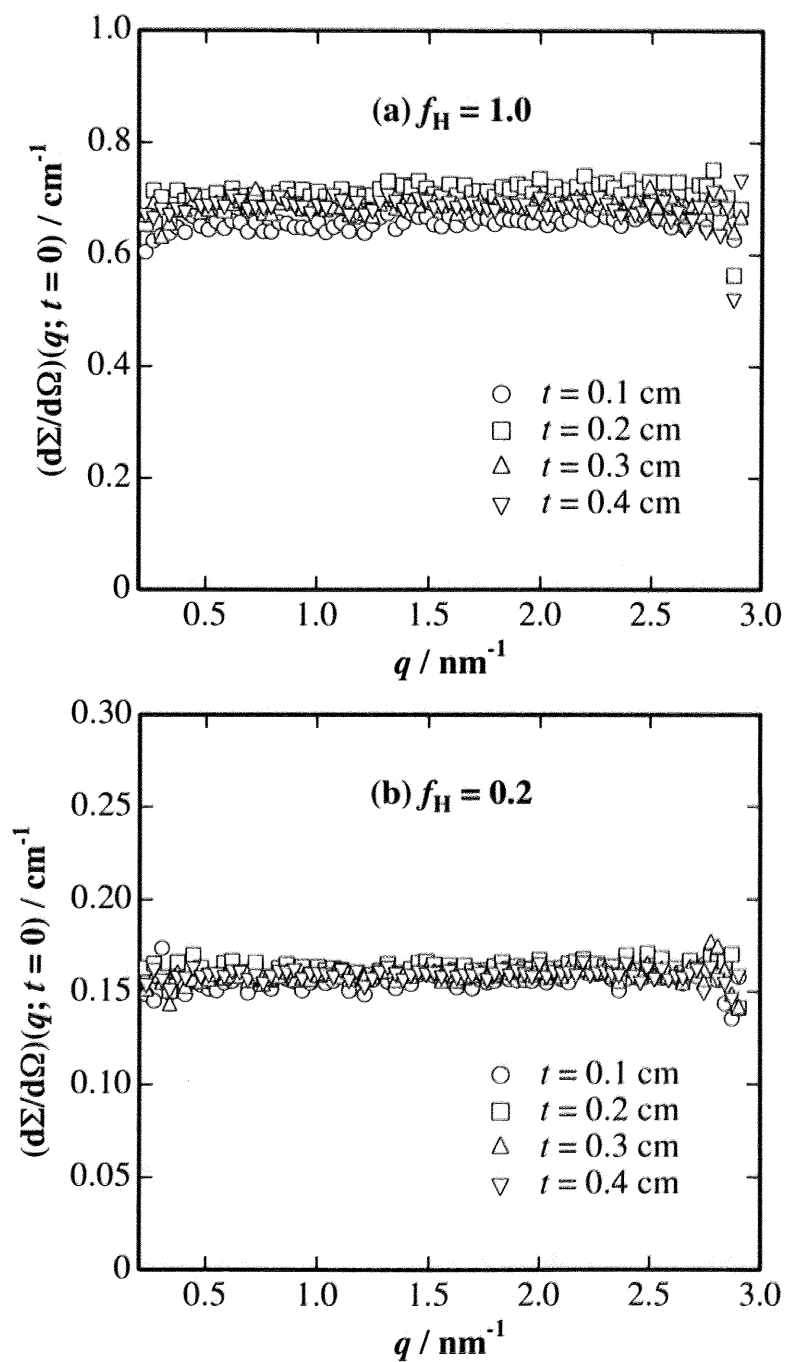 1.0
(a) fH = 1.0
0.8
0.6
0.4
0.2
0
(dΣ/dΩ)(q; t = 0) / cm-1
t = 0.1 cm
t = 0.2 cm
t = 0.3 cm
t = 0.4 cm
0.5 1.0 1.5 2.0 2.5 3.0
q / nm-1
0.30
(b) fH = 0.2
0.25
0.20
0.15
0.10
0.05
0
(dΣ/dΩ)(q; t = 0) / cm-1
t = 0.1 cm
t = 0.2 cm
t = 0.3 cm
t = 0.4 cm
0.5 1.0 1.5 2.0 2.5 3.0
q / nm-1